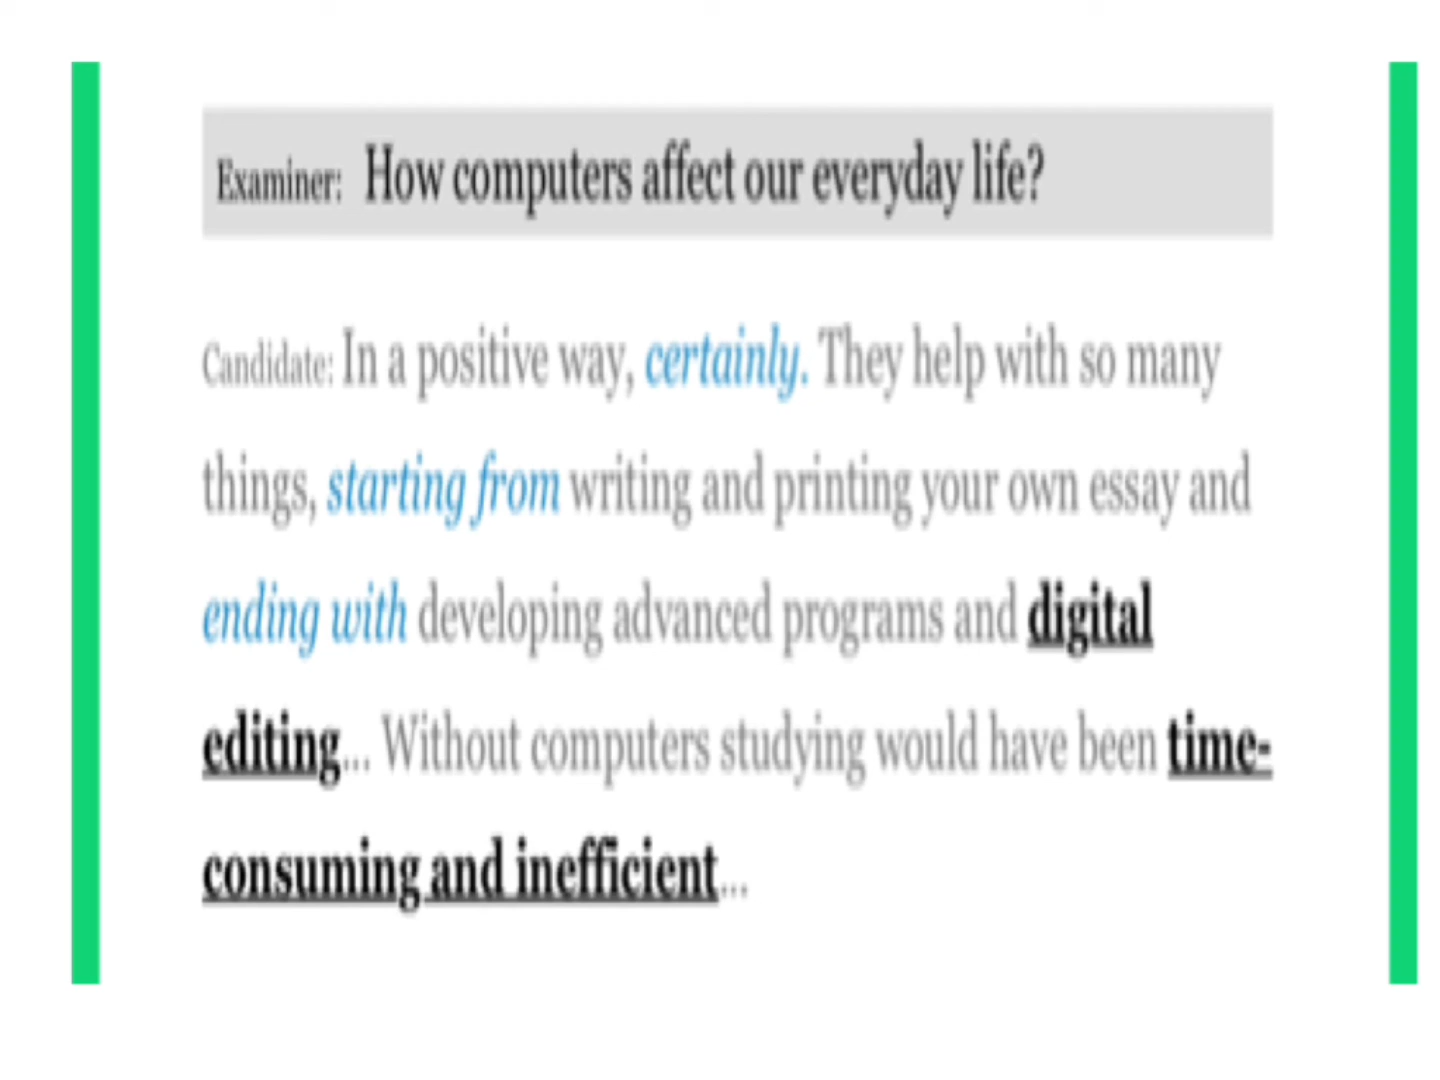 Examiner: How computers affect our everyday life?
Candidate: In a positive way, certainly. They help with so many
things, starting from writing and printing your own essay and
ending with developing advanced programs and digital
editing... Without computers studying would have been time-
consuming and inefficient...